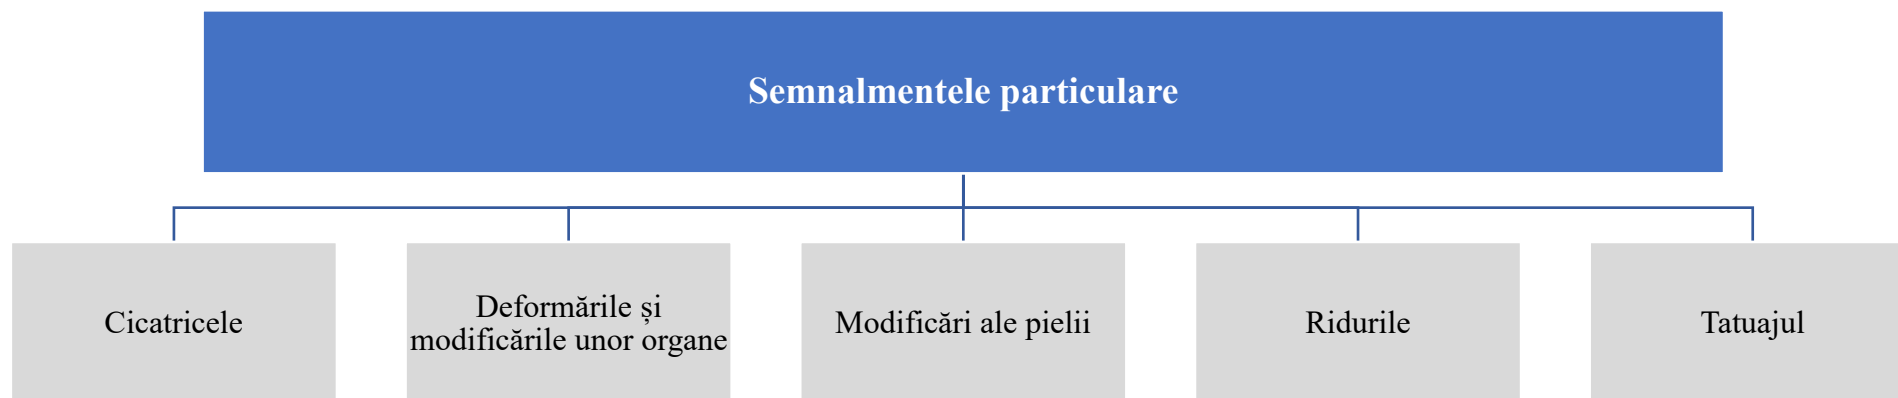 Semnalmentele particulare
Cicatricele
Deformările și
modificările unor organe
Modificări ale pielii
Ridurile
Tatuajul